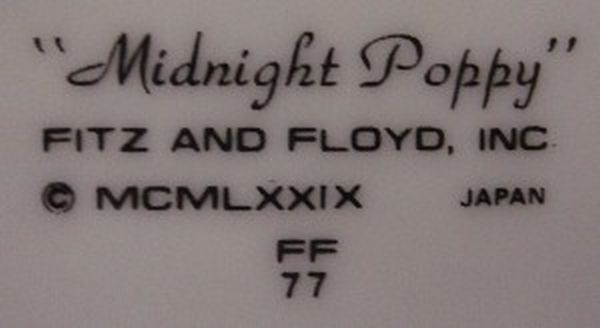 "Midnight Poppy"
FITZ AND FLOYD, INC.
© MCMLXXIX JAPAN
FF
77